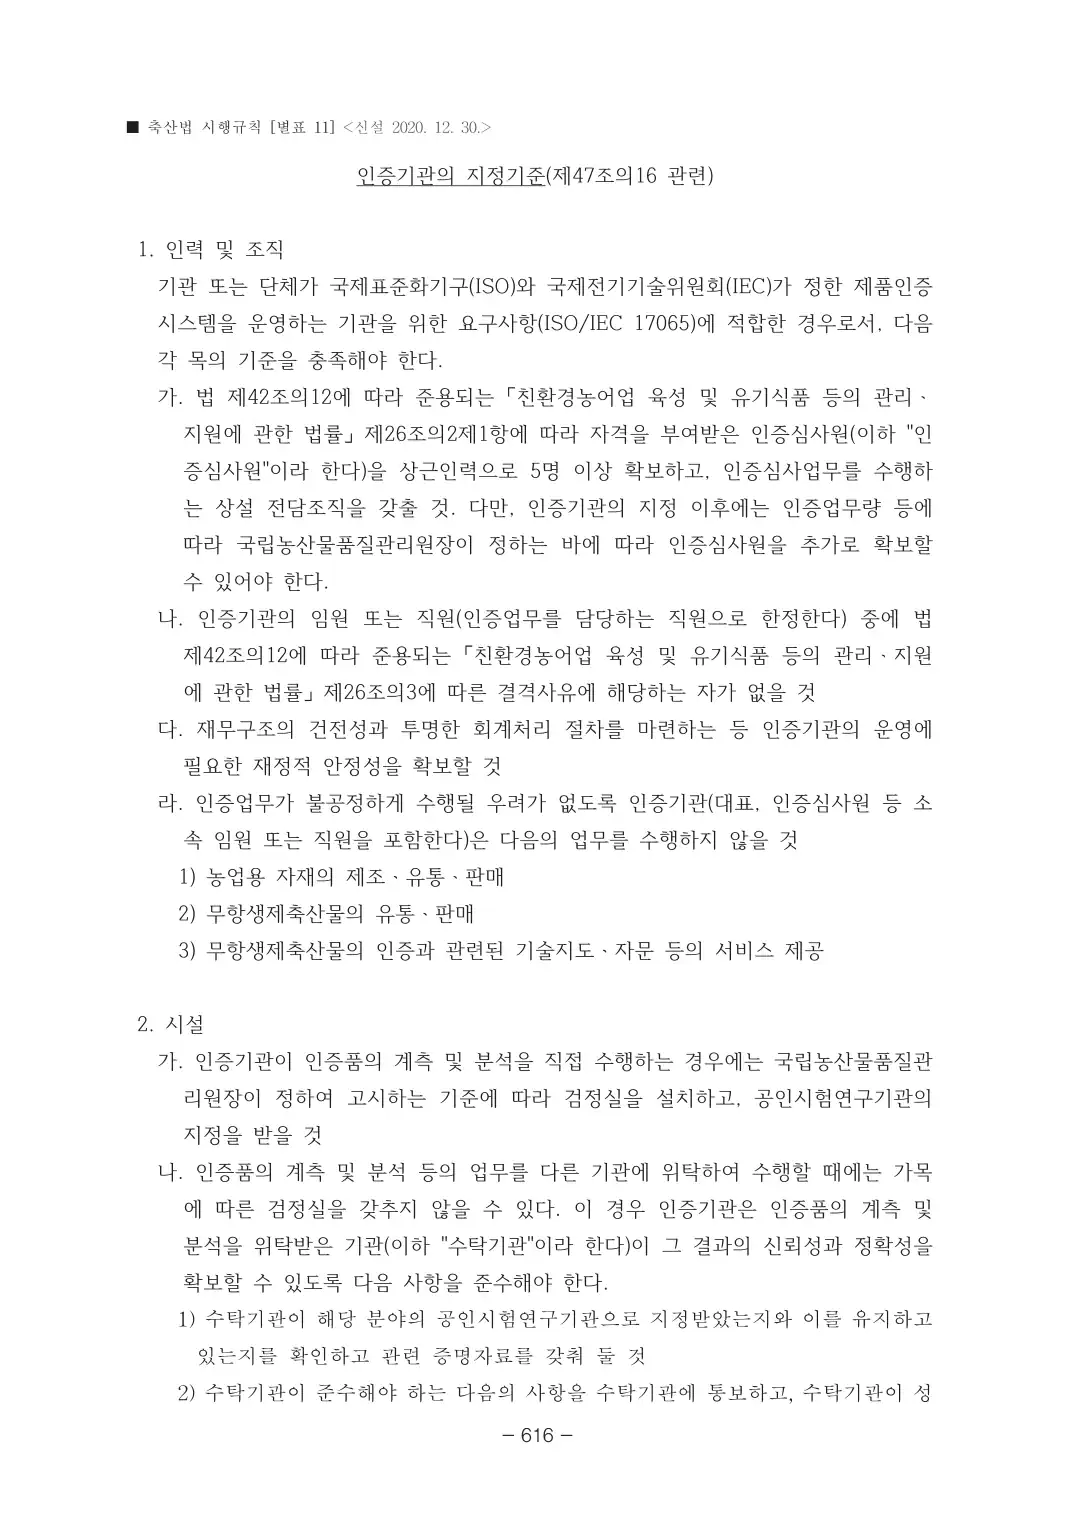 ■ 축산법 시행규칙 [별표 11] <신설 2020. 12. 30.>
인증기관의 지정기준(제47조의16 관련)
1. 인력 및 조직
기관 또는 단체가 국제표준화기구(ISO)와 국제전기기술위원회(IEC)가 정한 제품인증
시스템을 운영하는 기관을 위한 요구사항(ISO/IEC 17065)에 적합한 경우로서, 다음
각 목의 기준을 충족해야 한다.
가. 법 제42조의12에 따라 준용되는「친환경농어업 육성 및 유기식품 등의 관리ㆍ
지원에 관한 법률」제26조의2제1항에 따라 자격을 부여받은 인증심사원(이하 "인
증심사원"이라 한다)을 상근인력으로 5명 이상 확보하고, 인증심사업무를 수행하
는 상설 전담조직을 갖출 것. 다만, 인증기관의 지정 이후에는 인증업무량 등에
따라 국립농산물품질관리원장이 정하는 바에 따라 인증심사원을 추가로 확보할
수 있어야 한다.
나. 인증기관의 임원 또는 직원(인증업무를 담당하는 직원으로 한정한다) 중에 법
제42조의12에 따라 준용되는「친환경농어업 육성 및 유기식품 등의 관리ㆍ지원
에 관한 법률」제26조의3에 따른 결격사유에 해당하는 자가 없을 것
다. 재무구조의 건전성과 투명한 회계처리 절차를 마련하는 등 인증기관의 운영에
필요한 재정적 안정성을 확보할 것
라. 인증업무가 불공정하게 수행될 우려가 없도록 인증기관(대표, 인증심사원 등 소
속 임원 또는 직원을 포함한다)은 다음의 업무를 수행하지 않을 것
1) 농업용 자재의 제조ㆍ유통ㆍ판매
2) 무항생제축산물의 유통ㆍ판매
3) 무항생제축산물의 인증과 관련된 기술지도ㆍ자문 등의 서비스 제공
2. 시설
가. 인증기관이 인증품의 계측 및 분석을 직접 수행하는 경우에는 국립농산물품질관
리원장이 정하여 고시하는 기준에 따라 검정실을 설치하고, 공인시험연구기관의
지정을 받을 것
나. 인증품의 계측 및 분석 등의 업무를 다른 기관에 위탁하여 수행할 때에는 가목
에 따른 검정실을 갖추지 않을 수 있다. 이 경우 인증기관은 인증품의 계측 및
분석을 위탁받은 기관(이하 "수탁기관"이라 한다)이 그 결과의 신뢰성과 정확성을
확보할 수 있도록 다음 사항을 준수해야 한다.
1) 수탁기관이 해당 분야의 공인시험연구기관으로 지정받았는지와 이를 유지하고
있는지를 확인하고 관련 증명자료를 갖춰 둘 것
2) 수탁기관이 준수해야 하는 다음의 사항을 수탁기관에 통보하고, 수탁기관이 성
- 616 -